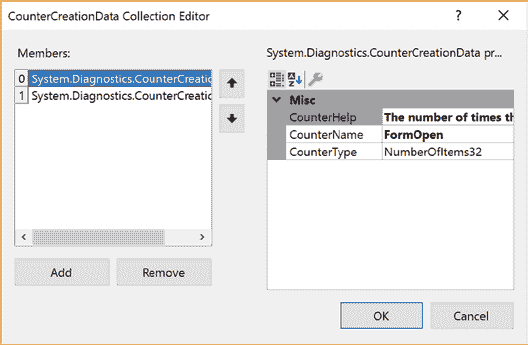 CounterCreationData Collection Editor
?
Members:
0 System.Diagnostics.CounterCreatio
1 System.Diagnostics.CounterCreatio
Add
Remove
System.Diagnostics.CounterCreationData pr...
Misc
CounterHelp The number of times th
CounterName FormOpen
CounterType NumberOfItems32
OK
Cancel